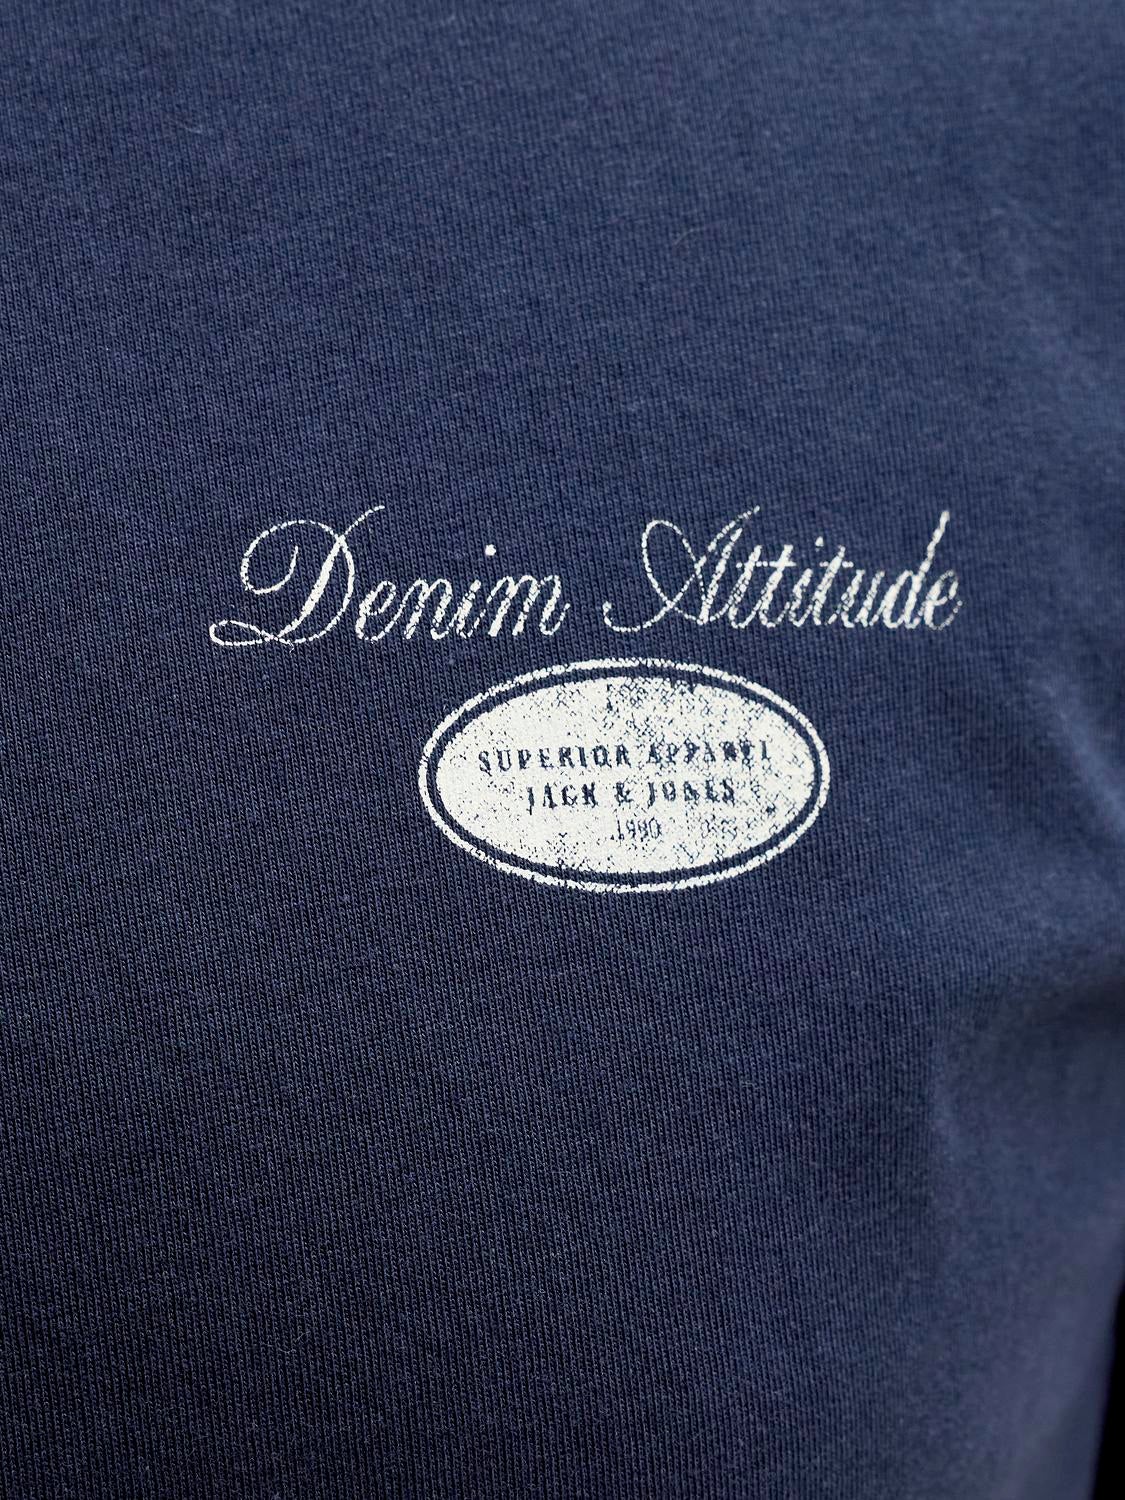 Denim Attitude
SUPERIOR APPAREL
JACK & JONES
1990